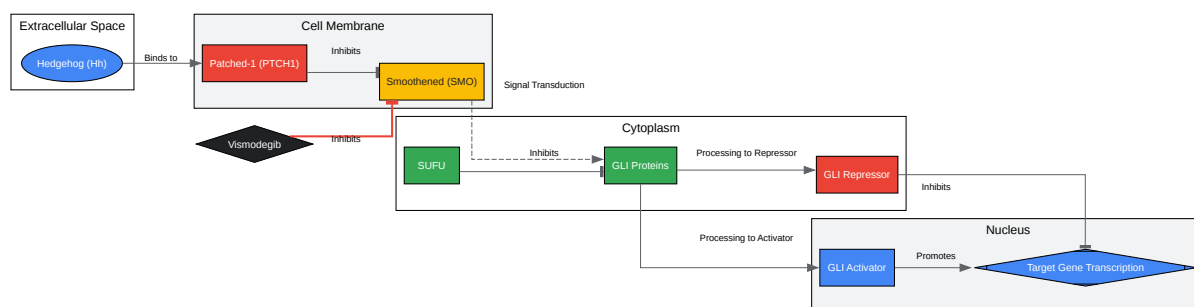 Extracellular Space
Hedgehog (Hh)
Binds to
Cell Membrane
Patched-1 (PTCH1)
Inhibits
Smoothened (SMO)
Signal Transduction
Vismodegib
Inhibits
Cytoplasm
SUFU
Inhibits
GLI Proteins
Processing to Repressor
GLI Repressor
Inhibits
Processing to Activator
Nucleus
GLI Activator
Promotes
Target Gene Transcription